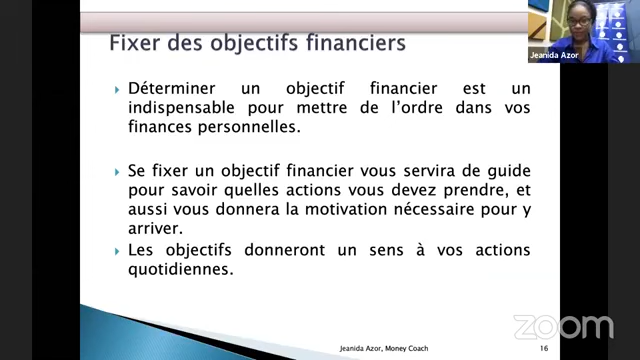 Fixer des objectifs financiers
Jeanida Azor
Déterminer un objectif financier est un
indispensable pour mettre de l'ordre dans vos
finances personnelles.
Se fixer un objectif financier vous servira de guide
pour savoir quelles actions vous devez prendre, et
aussi vous donnera la motivation nécessaire pour y
arriver.
Les objectifs donneront un sens à vos actions
quotidiennes.
zoom
Jeanida Azor, Money Coach
16